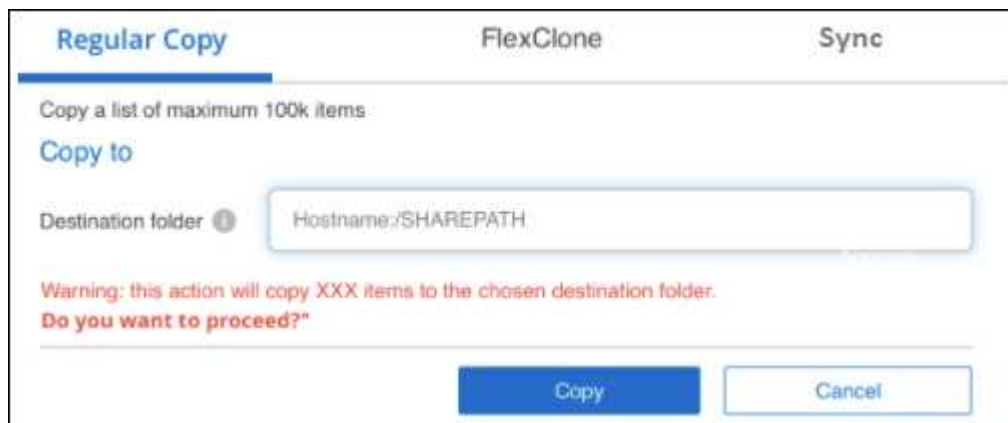 Regular Copy FlexClone Sync
Copy a list of maximum 100k items
Copy to
Destination folder i Hostname:/SHAREPATH
Warning: this action will copy XXX items to the chosen destination folder.
Do you want to proceed?"
Copy Cancel